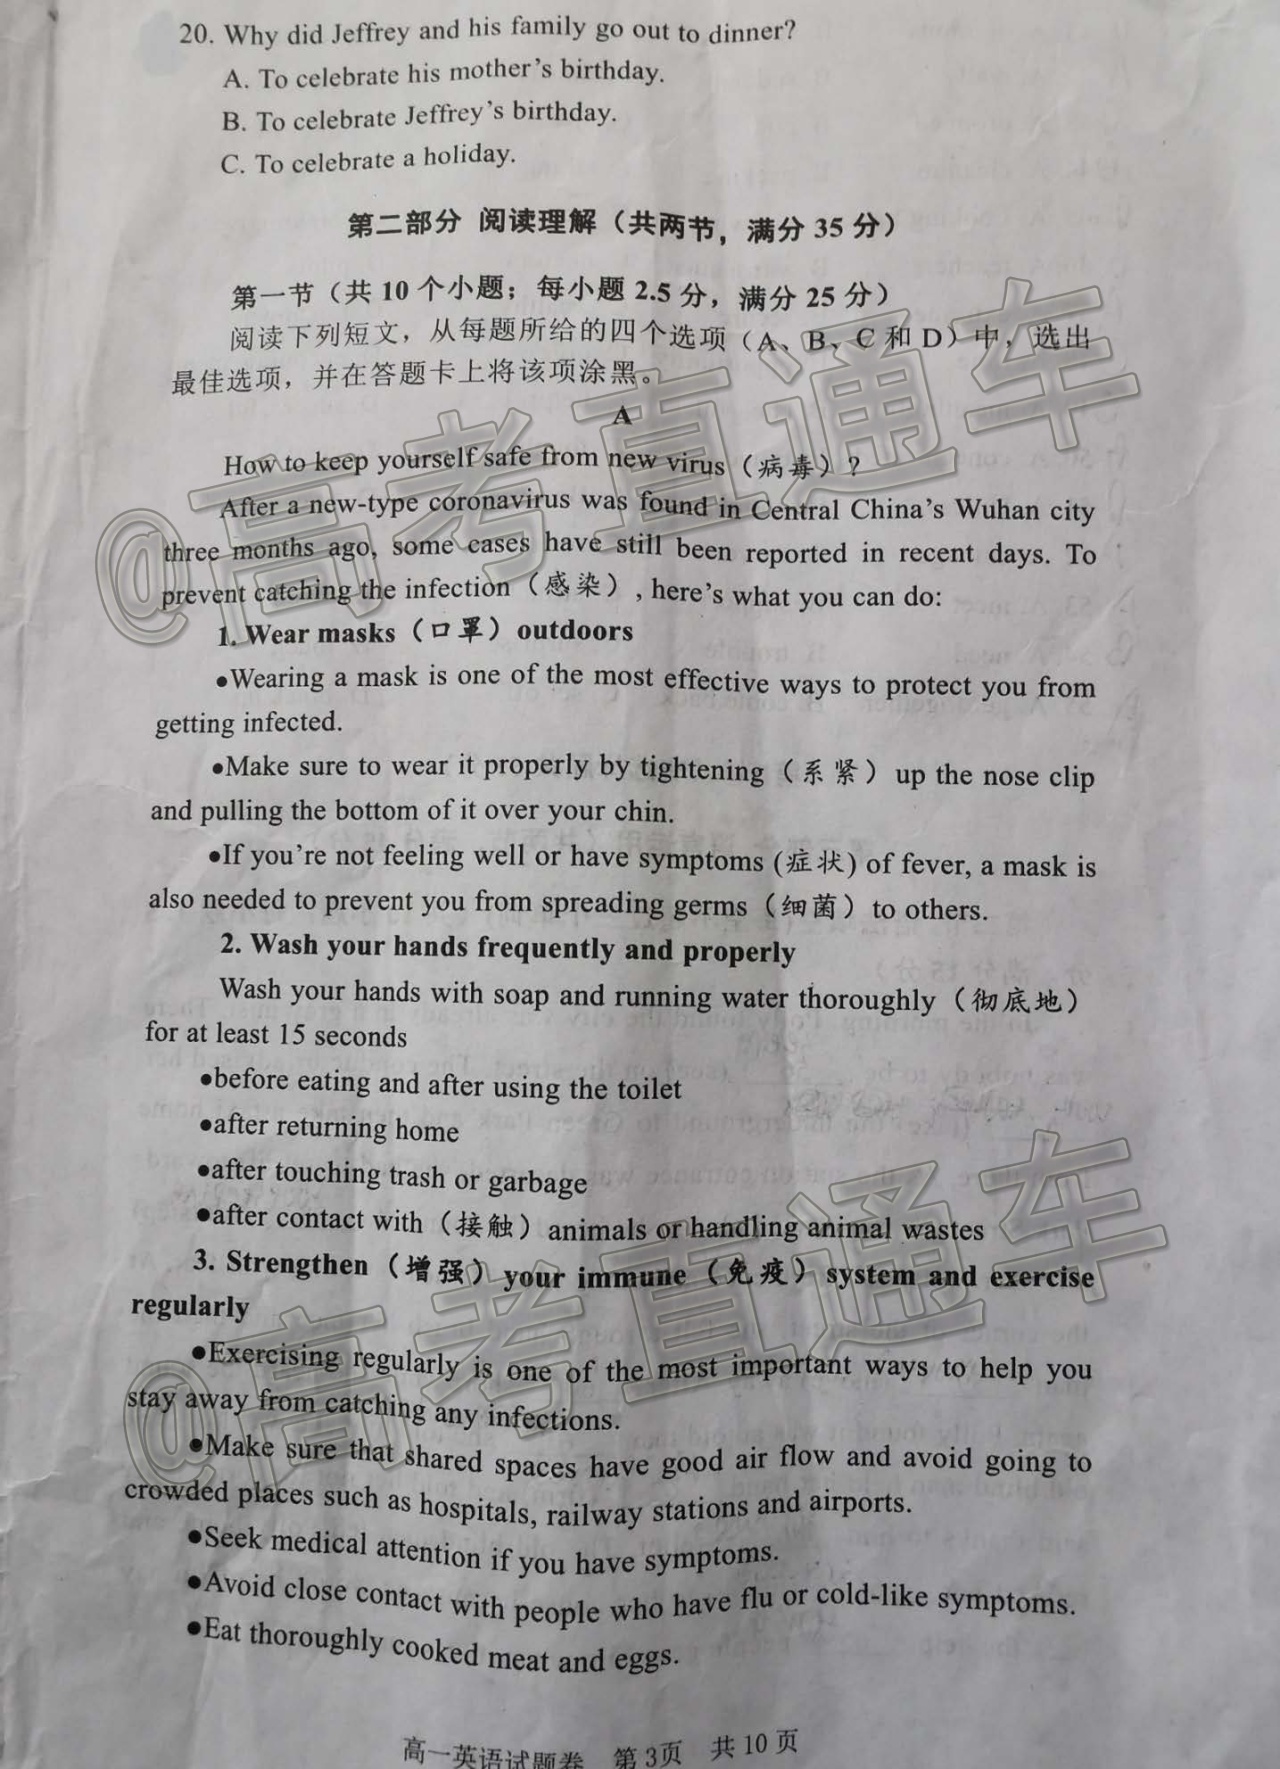 20. Why did Jeffrey and his family go out to dinner?
A. To celebrate his mother's birthday.
B. To celebrate Jeffrey's birthday.
C. To celebrate a holiday.
第二部分 阅读理解（共两节，满分 35 分）
第一节（共 10 个小题；每小题 2.5 分，满分 25 分）
阅读下列短文，从每题所给的四个选项（A、B、C 和 D）中，选出
最佳选项，并在答题卡上将该项涂黑。
A
How to keep yourself safe from new virus（病毒）?
After a new-type coronavirus was found in Central China's Wuhan city
three months ago, some cases have still been reported in recent days. To
prevent catching the infection（感染）, here's what you can do:
1. Wear masks（口罩）outdoors
●Wearing a mask is one of the most effective ways to protect you from
getting infected.
●Make sure to wear it properly by tightening（系紧）up the nose clip
and pulling the bottom of it over your chin.
●If you're not feeling well or have symptoms (症状) of fever, a mask is
also needed to prevent you from spreading germs（细菌）to others.
2. Wash your hands frequently and properly
Wash your hands with soap and running water thoroughly（彻底地）
for at least 15 seconds
●before eating and after using the toilet
●after returning home
●after touching trash or garbage
●after contact with（接触）animals or handling animal wastes
3. Strengthen（增强）your immune（免疫）system and exercise
regularly
●Exercising regularly is one of the most important ways to help you
stay away from catching any infections.
●Make sure that shared spaces have good air flow and avoid going to
crowded places such as hospitals, railway stations and airports.
●Seek medical attention if you have symptoms.
●Avoid close contact with people who have flu or cold-like symptoms.
●Eat thoroughly cooked meat and eggs.
高一英语试题卷 第3页 共10页
@高考直通车
@高考直通车